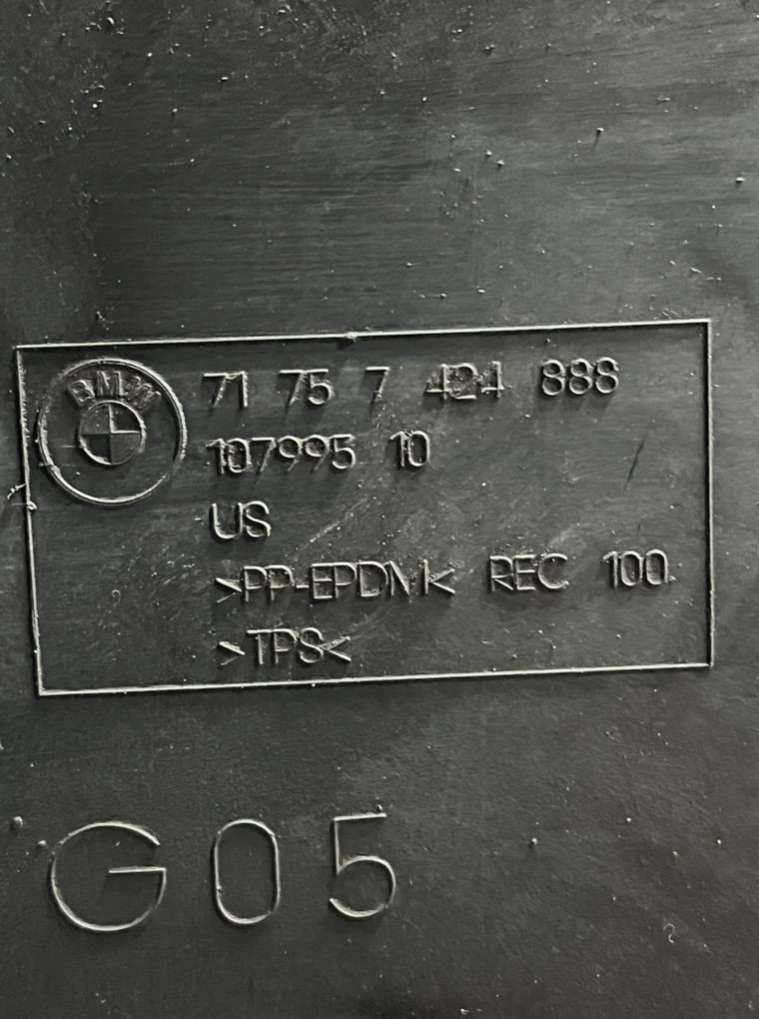 BMW
71 75 7 424 888
107995 10
US
>PP-EPDM< REC 100
>TPS<
G05